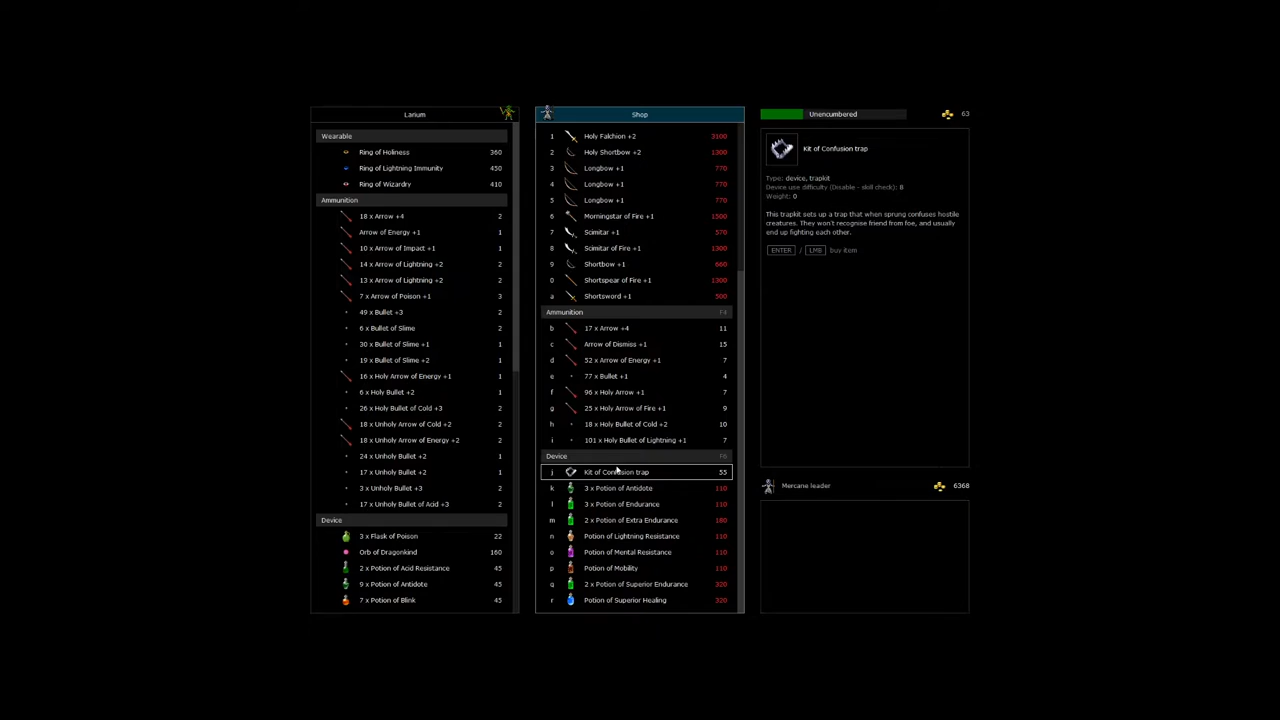 Larium
Wearable
Ring of Holiness 360
Ring of Lightning Immunity 450
Ring of Wizardry 410
Ammunition
18 x Arrow +4 2
Arrow of Energy +1 1
10 x Arrow of Impact +1 1
14 x Arrow of Lightning +2 2
13 x Arrow of Lightning +2 2
7 x Arrow of Poison +1 3
49 x Bullet +3 2
6 x Bullet of Slime 2
30 x Bullet of Slime +1 1
19 x Bullet of Slime +2 1
16 x Holy Arrow of Energy +1 1
6 x Holy Bullet +2 1
26 x Holy Bullet of Cold +3 2
18 x Unholy Arrow of Cold +2 2
18 x Unholy Arrow of Energy +2 2
24 x Unholy Bullet +2 1
17 x Unholy Bullet +2 1
3 x Unholy Bullet +3 2
17 x Unholy Bullet of Acid +3 2
Device
3 x Flask of Poison 22
Orb of Dragonkind 160
2 x Potion of Acid Resistance 45
9 x Potion of Antidote 45
7 x Potion of Blink 45
Shop
1 Holy Falchion +2 3100
2 Holy Shortbow +2 1300
3 Longbow +1 770
4 Longbow +1 770
5 Longbow +1 770
6 Morningstar of Fire +1 1500
7 Scimitar +1 570
8 Scimitar of Fire +1 1300
9 Shortbow +1 660
0 Shortspear of Fire +1 1300
a Shortsword +1 500
Ammunition F4
b 17 x Arrow +4 11
c Arrow of Dismiss +1 15
d 52 x Arrow of Energy +1 7
e 77 x Bullet +1 4
f 96 x Holy Arrow +1 7
g 25 x Holy Arrow of Fire +1 9
h 18 x Holy Bullet of Cold +2 10
i 101 x Holy Bullet of Lightning +1 7
Device F6
j Kit of Confusion trap 55
k 3 x Potion of Antidote 110
l 3 x Potion of Endurance 110
m 2 x Potion of Extra Endurance 180
n Potion of Lightning Resistance 110
o Potion of Mental Resistance 110
p Potion of Mobility 110
q 2 x Potion of Superior Endurance 320
r Potion of Superior Healing 320
Unencumbered 63
Kit of Confusion trap
Type: device, trapkit
Device use difficulty (Disable - skill check): 8
Weight: 0
This trapkit sets up a trap that when sprung confuses hostile
creatures. They won't recognise friend from foe, and usually
end up fighting each other.
ENTER / LMB buy item
Mercane leader 6368